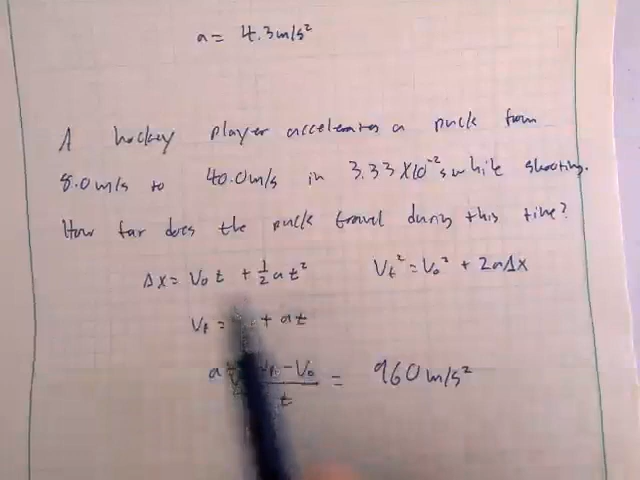 a = 4.3 m/s²
A hockey player accelerates a puck from
8.0 m/s to 40.0 m/s in 3.33 X 10⁻² s while shooting.
How far does the puck travel during this time?
Δx = V₀t + ½at² Vf² = V₀² + 2aΔx
Vf = + at
a - V₀ / t = 960 m/s²